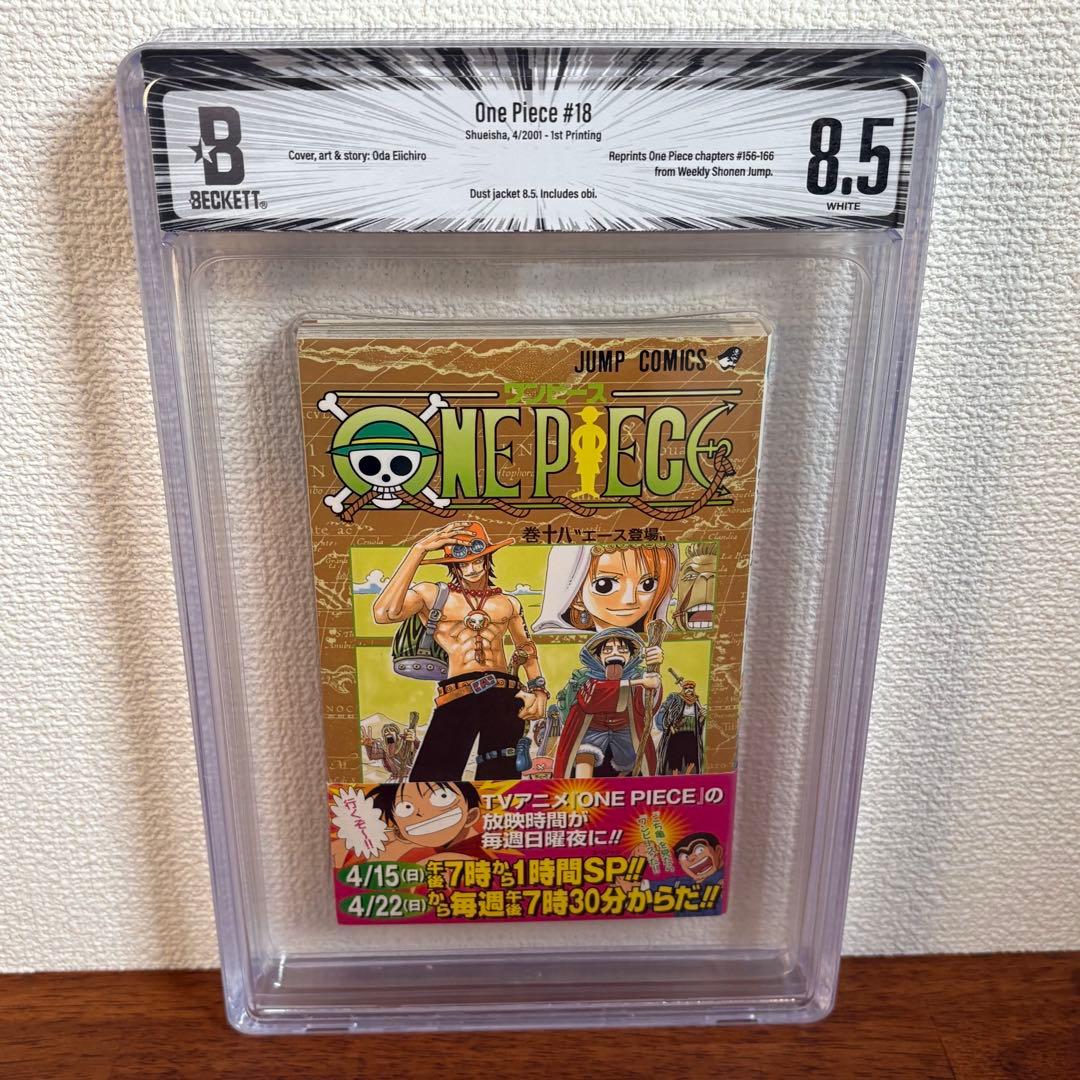 One Piece #18
Shueisha, 4/2001 - 1st Printing
B
BECKETT®
Cover, art & story: Oda Eiichiro
Reprints One Piece chapters #156-166
from Weekly Shonen Jump.
Dust jacket 8.5. Includes obi.
8.5
WHITE
JUMP COMICS
ワンピース
ONE PIECE
巻十八 〝エース登場〟
行くぞーー!!
TVアニメ「ONE PIECE」の
放映時間が
毎週日曜夜に!!
4/15(日)午後7時から1時間SP!!
4/22(日)から毎週午後7時30分からだ!!